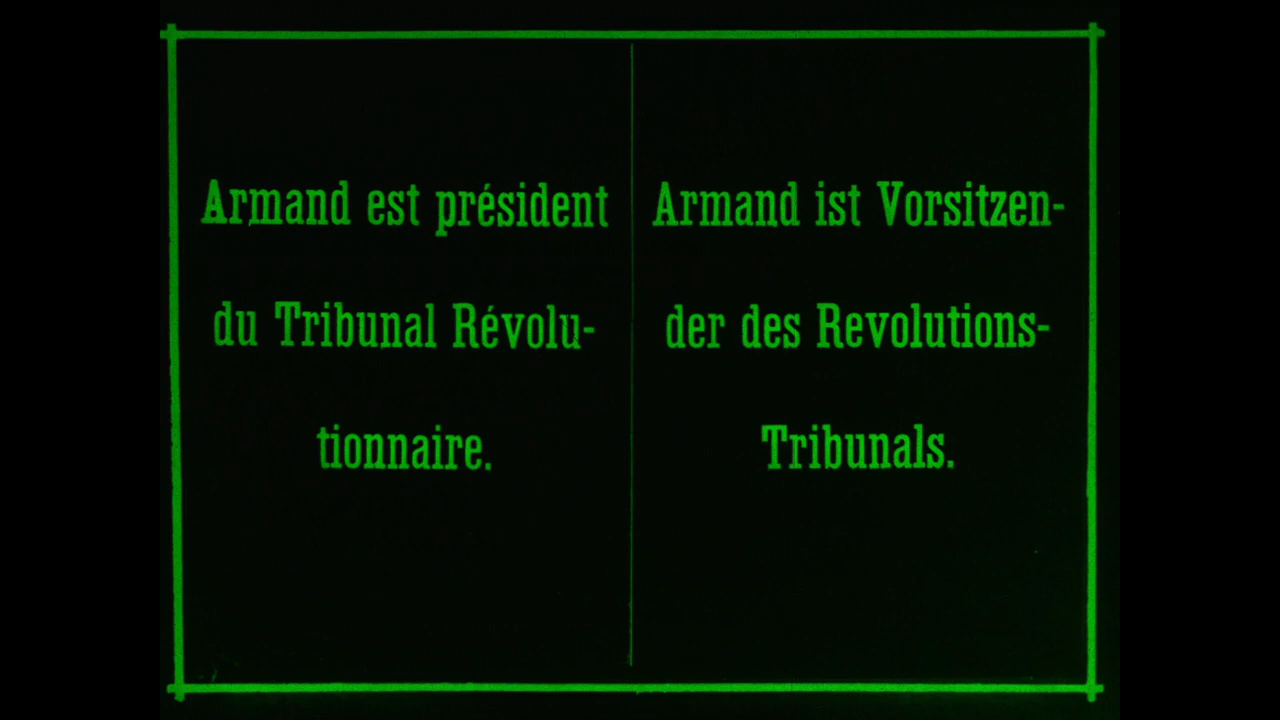 Armand est président
du Tribunal Révolu-
tionnaire.
Armand ist Vorsitzen-
der des Revolutions-
Tribunals.